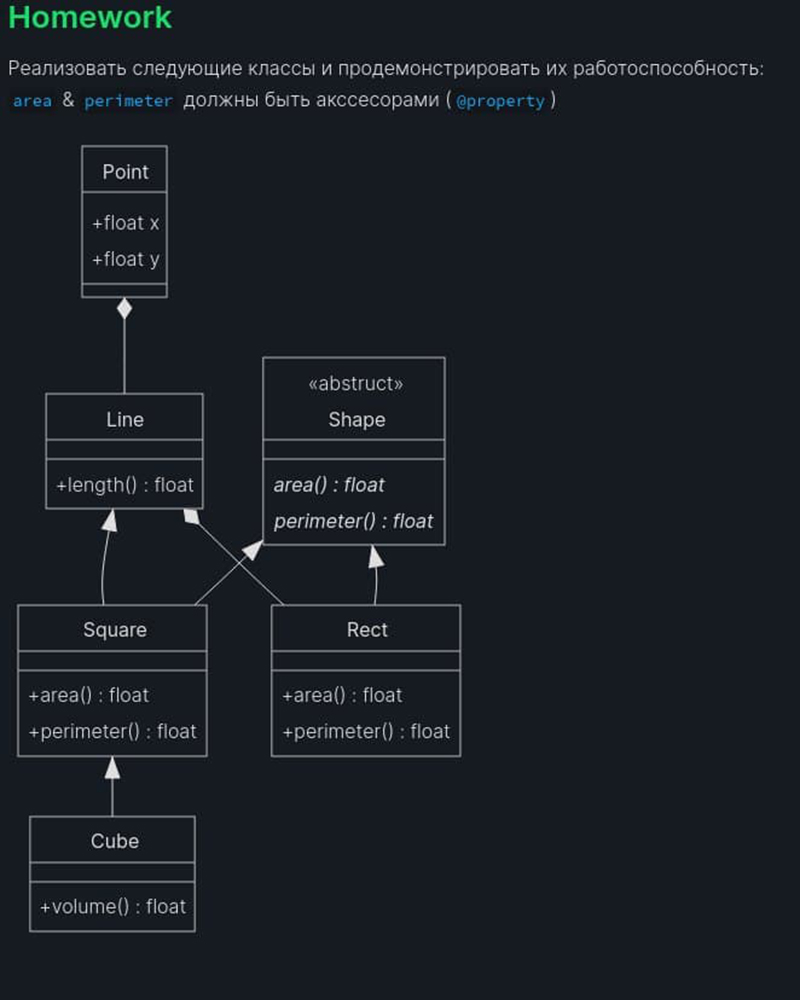 Homework
Реализовать следующие классы и продемонстрировать их работоспособность:
area & perimeter должны быть акссесорами ( @property )
Point
+float x
+float y
«abstruct»
Shape
Line
area() : float
+length() : float
perimeter() : float
Square
Rect
+area() : float
+perimeter() : float
+area() : float
+perimeter() : float
Cube
+volume() : float